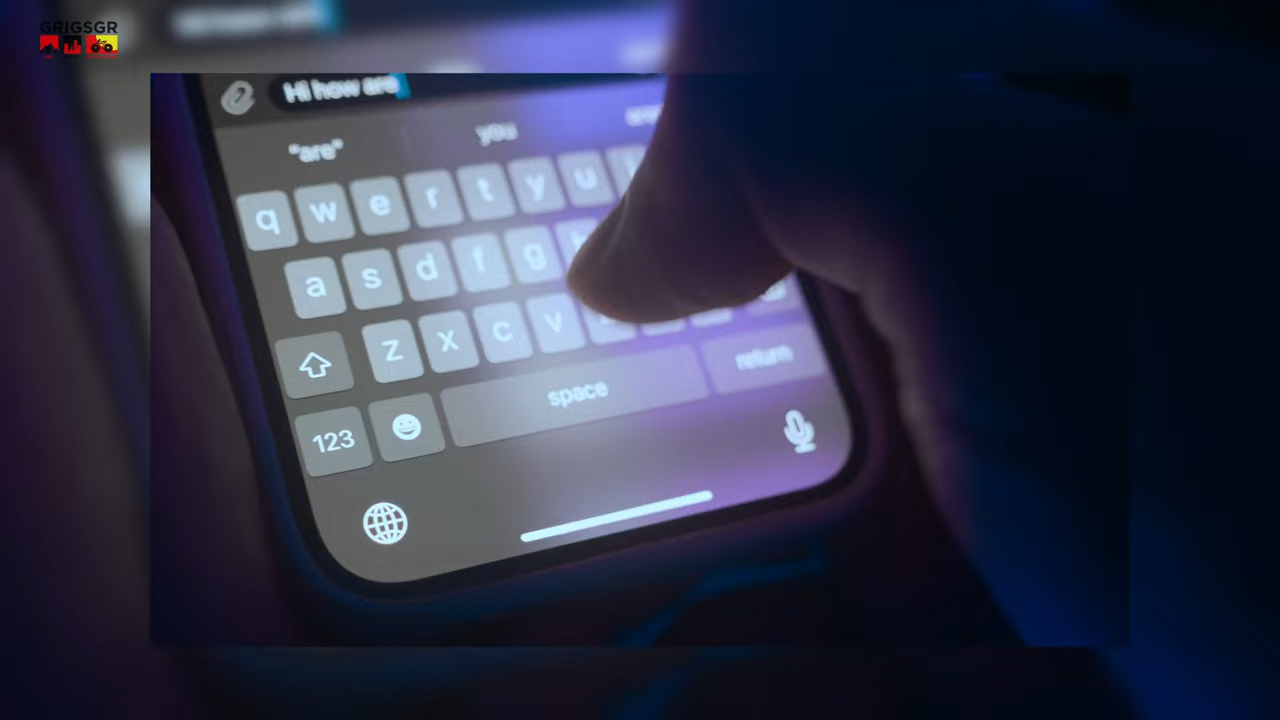 GRIGSGR
Hi how are
"are" you
q w e r t y u
a s d f g
z x c v
space return
123